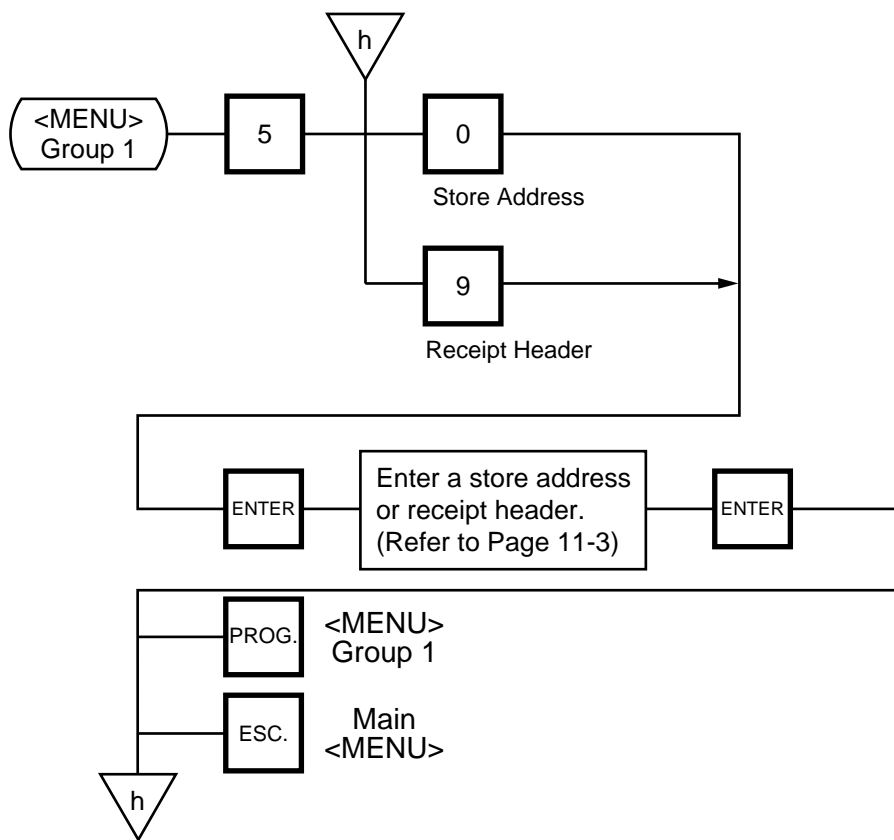 h
<MENU>
Group 1
5
0
Store Address
9
Receipt Header
ENTER
Enter a store address
or receipt header.
(Refer to Page 11-3)
ENTER
PROG.
<MENU>
Group 1
ESC.
Main
<MENU>
h